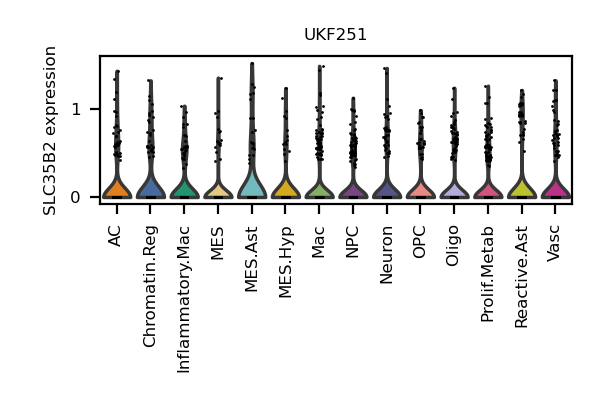 UKF251
SLC35B2 expression
1
0
AC
Chromatin.Reg
Inflammatory.Mac
MES
MES.Ast
MES.Hyp
Mac
NPC
Neuron
OPC
Oligo
Prolif.Metab
Reactive.Ast
Vasc